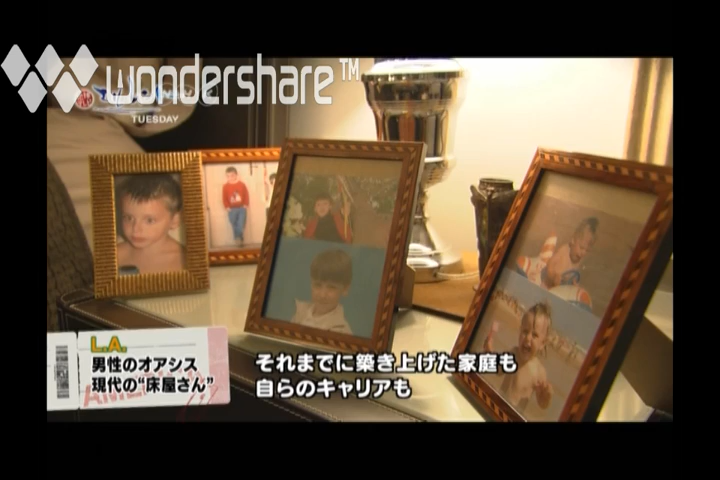 wondershare™
TUESDAY
L.A.
男性のオアシス
現代の“床屋さん”
それまでに築き上げた家庭も
自らのキャリアも